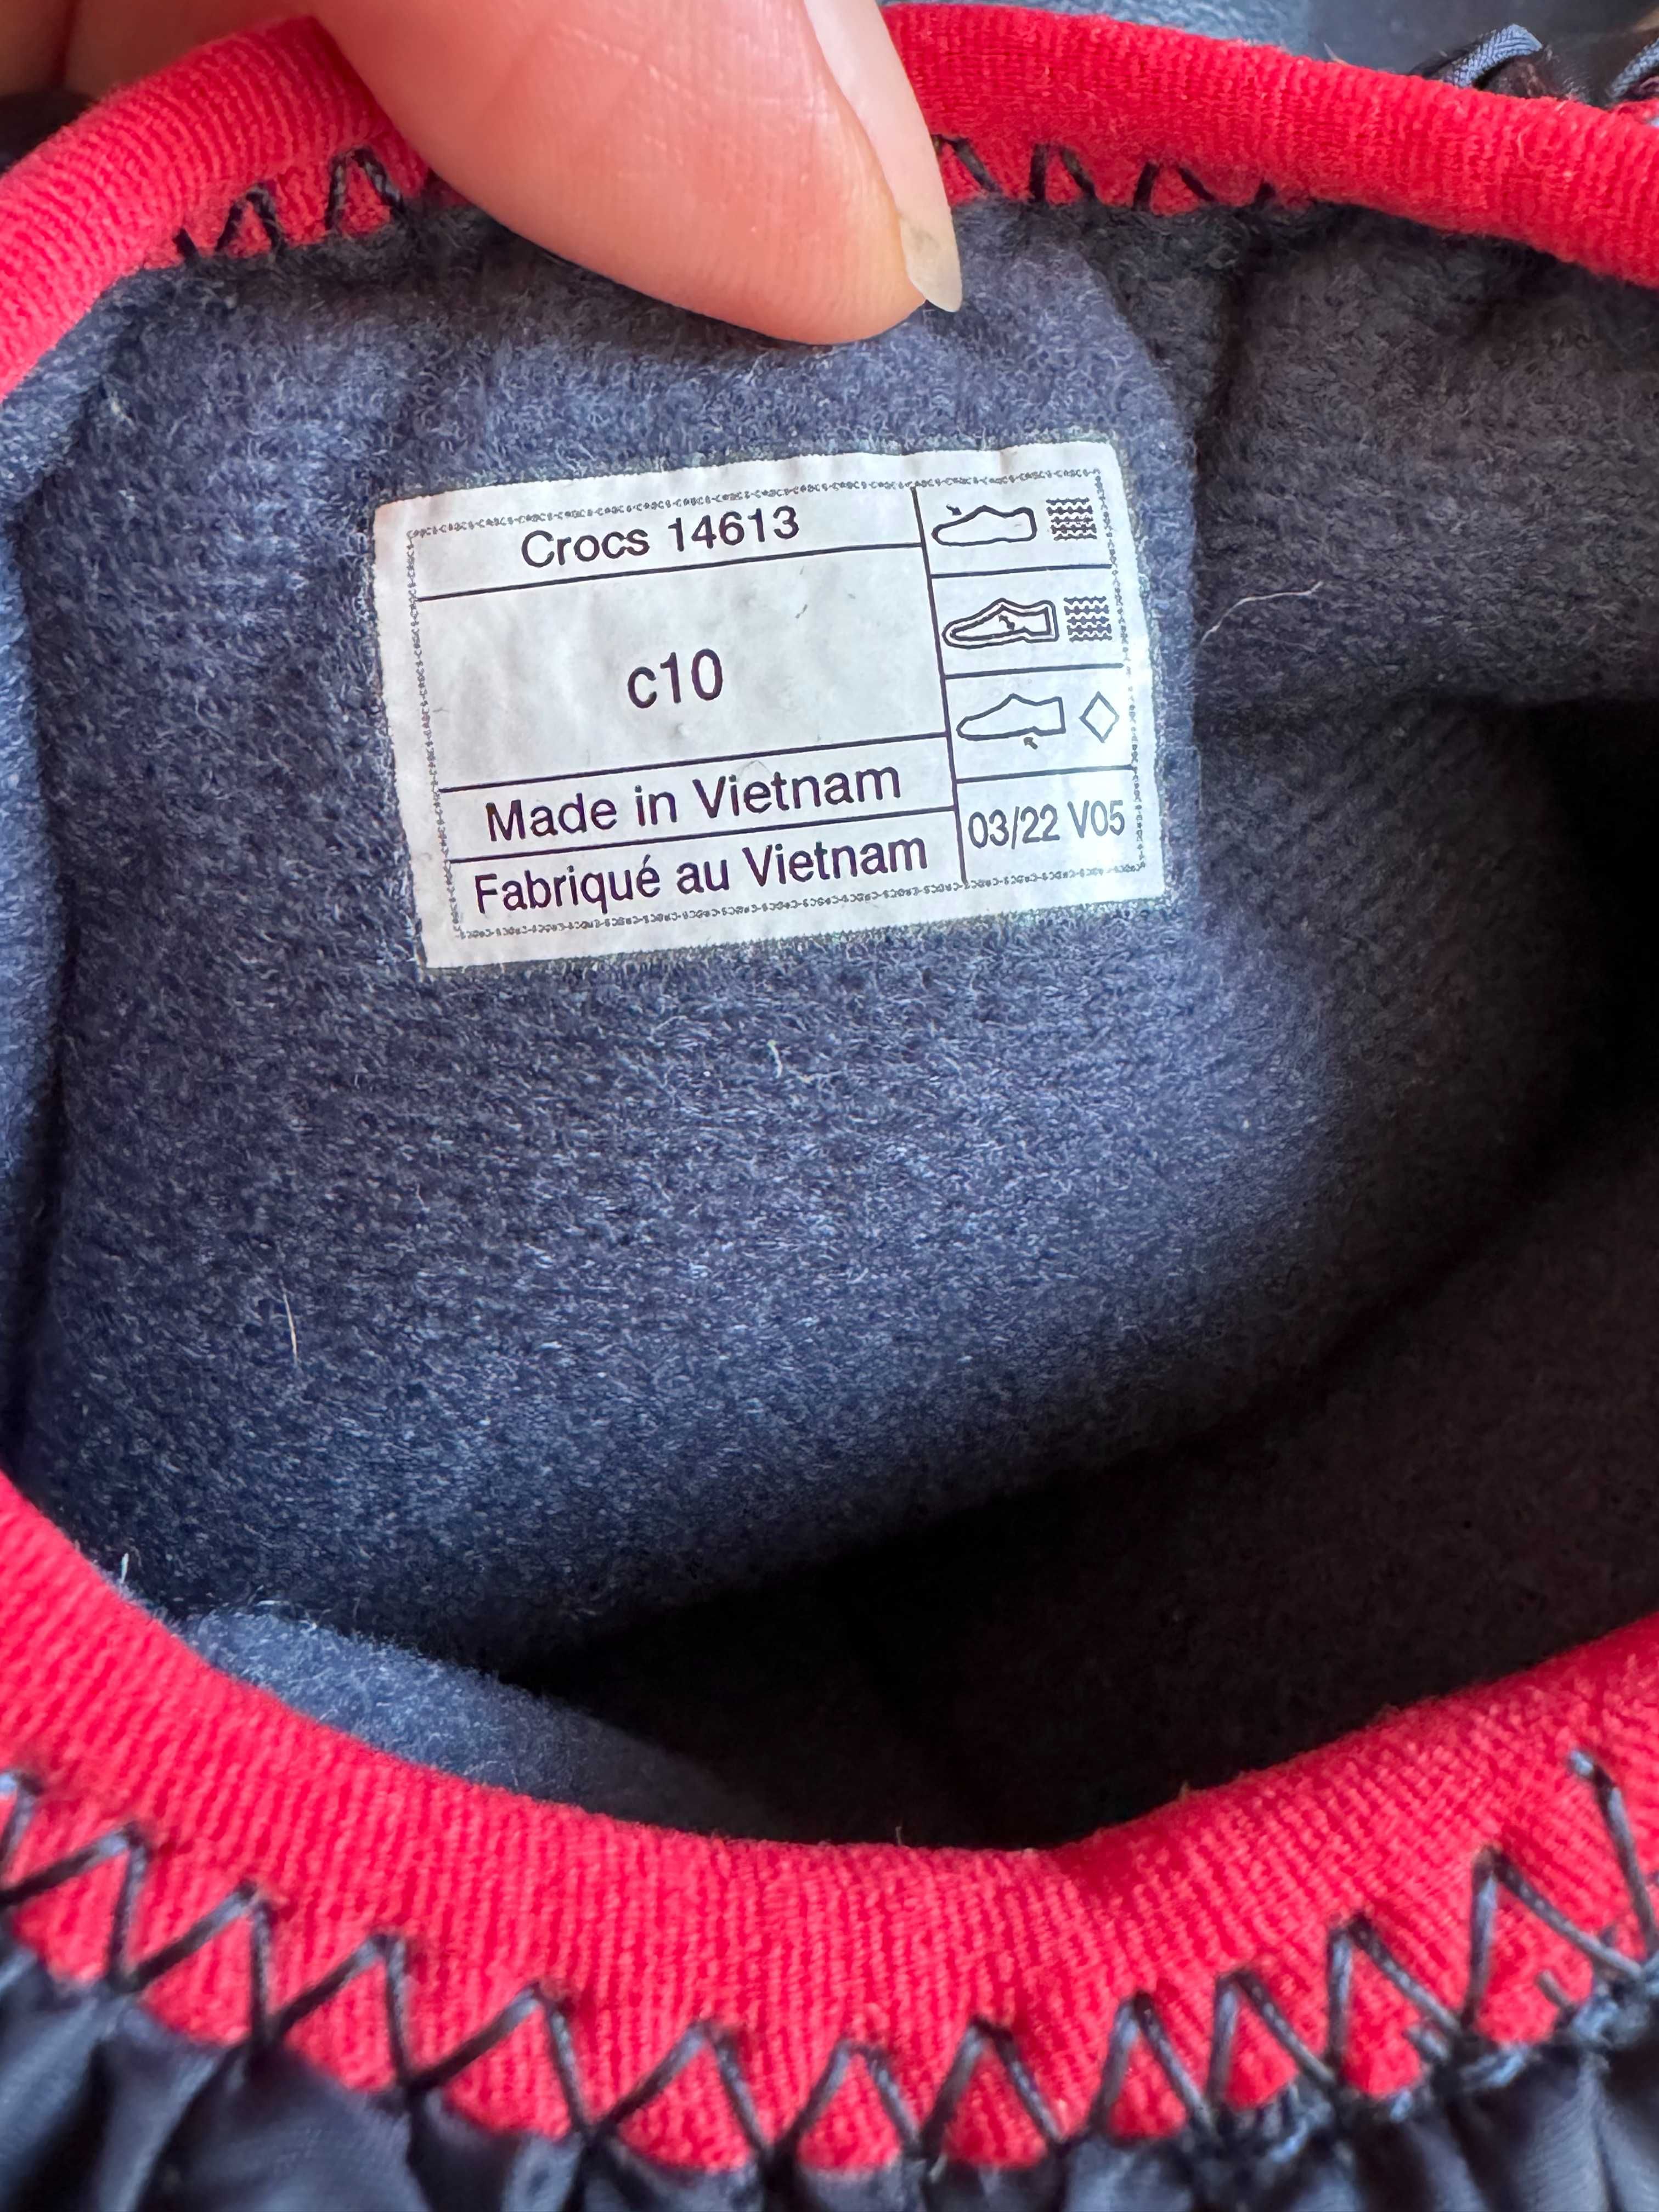 Crocs 14613
c10
Made in Vietnam
Fabriqué au Vietnam
03/22 V05